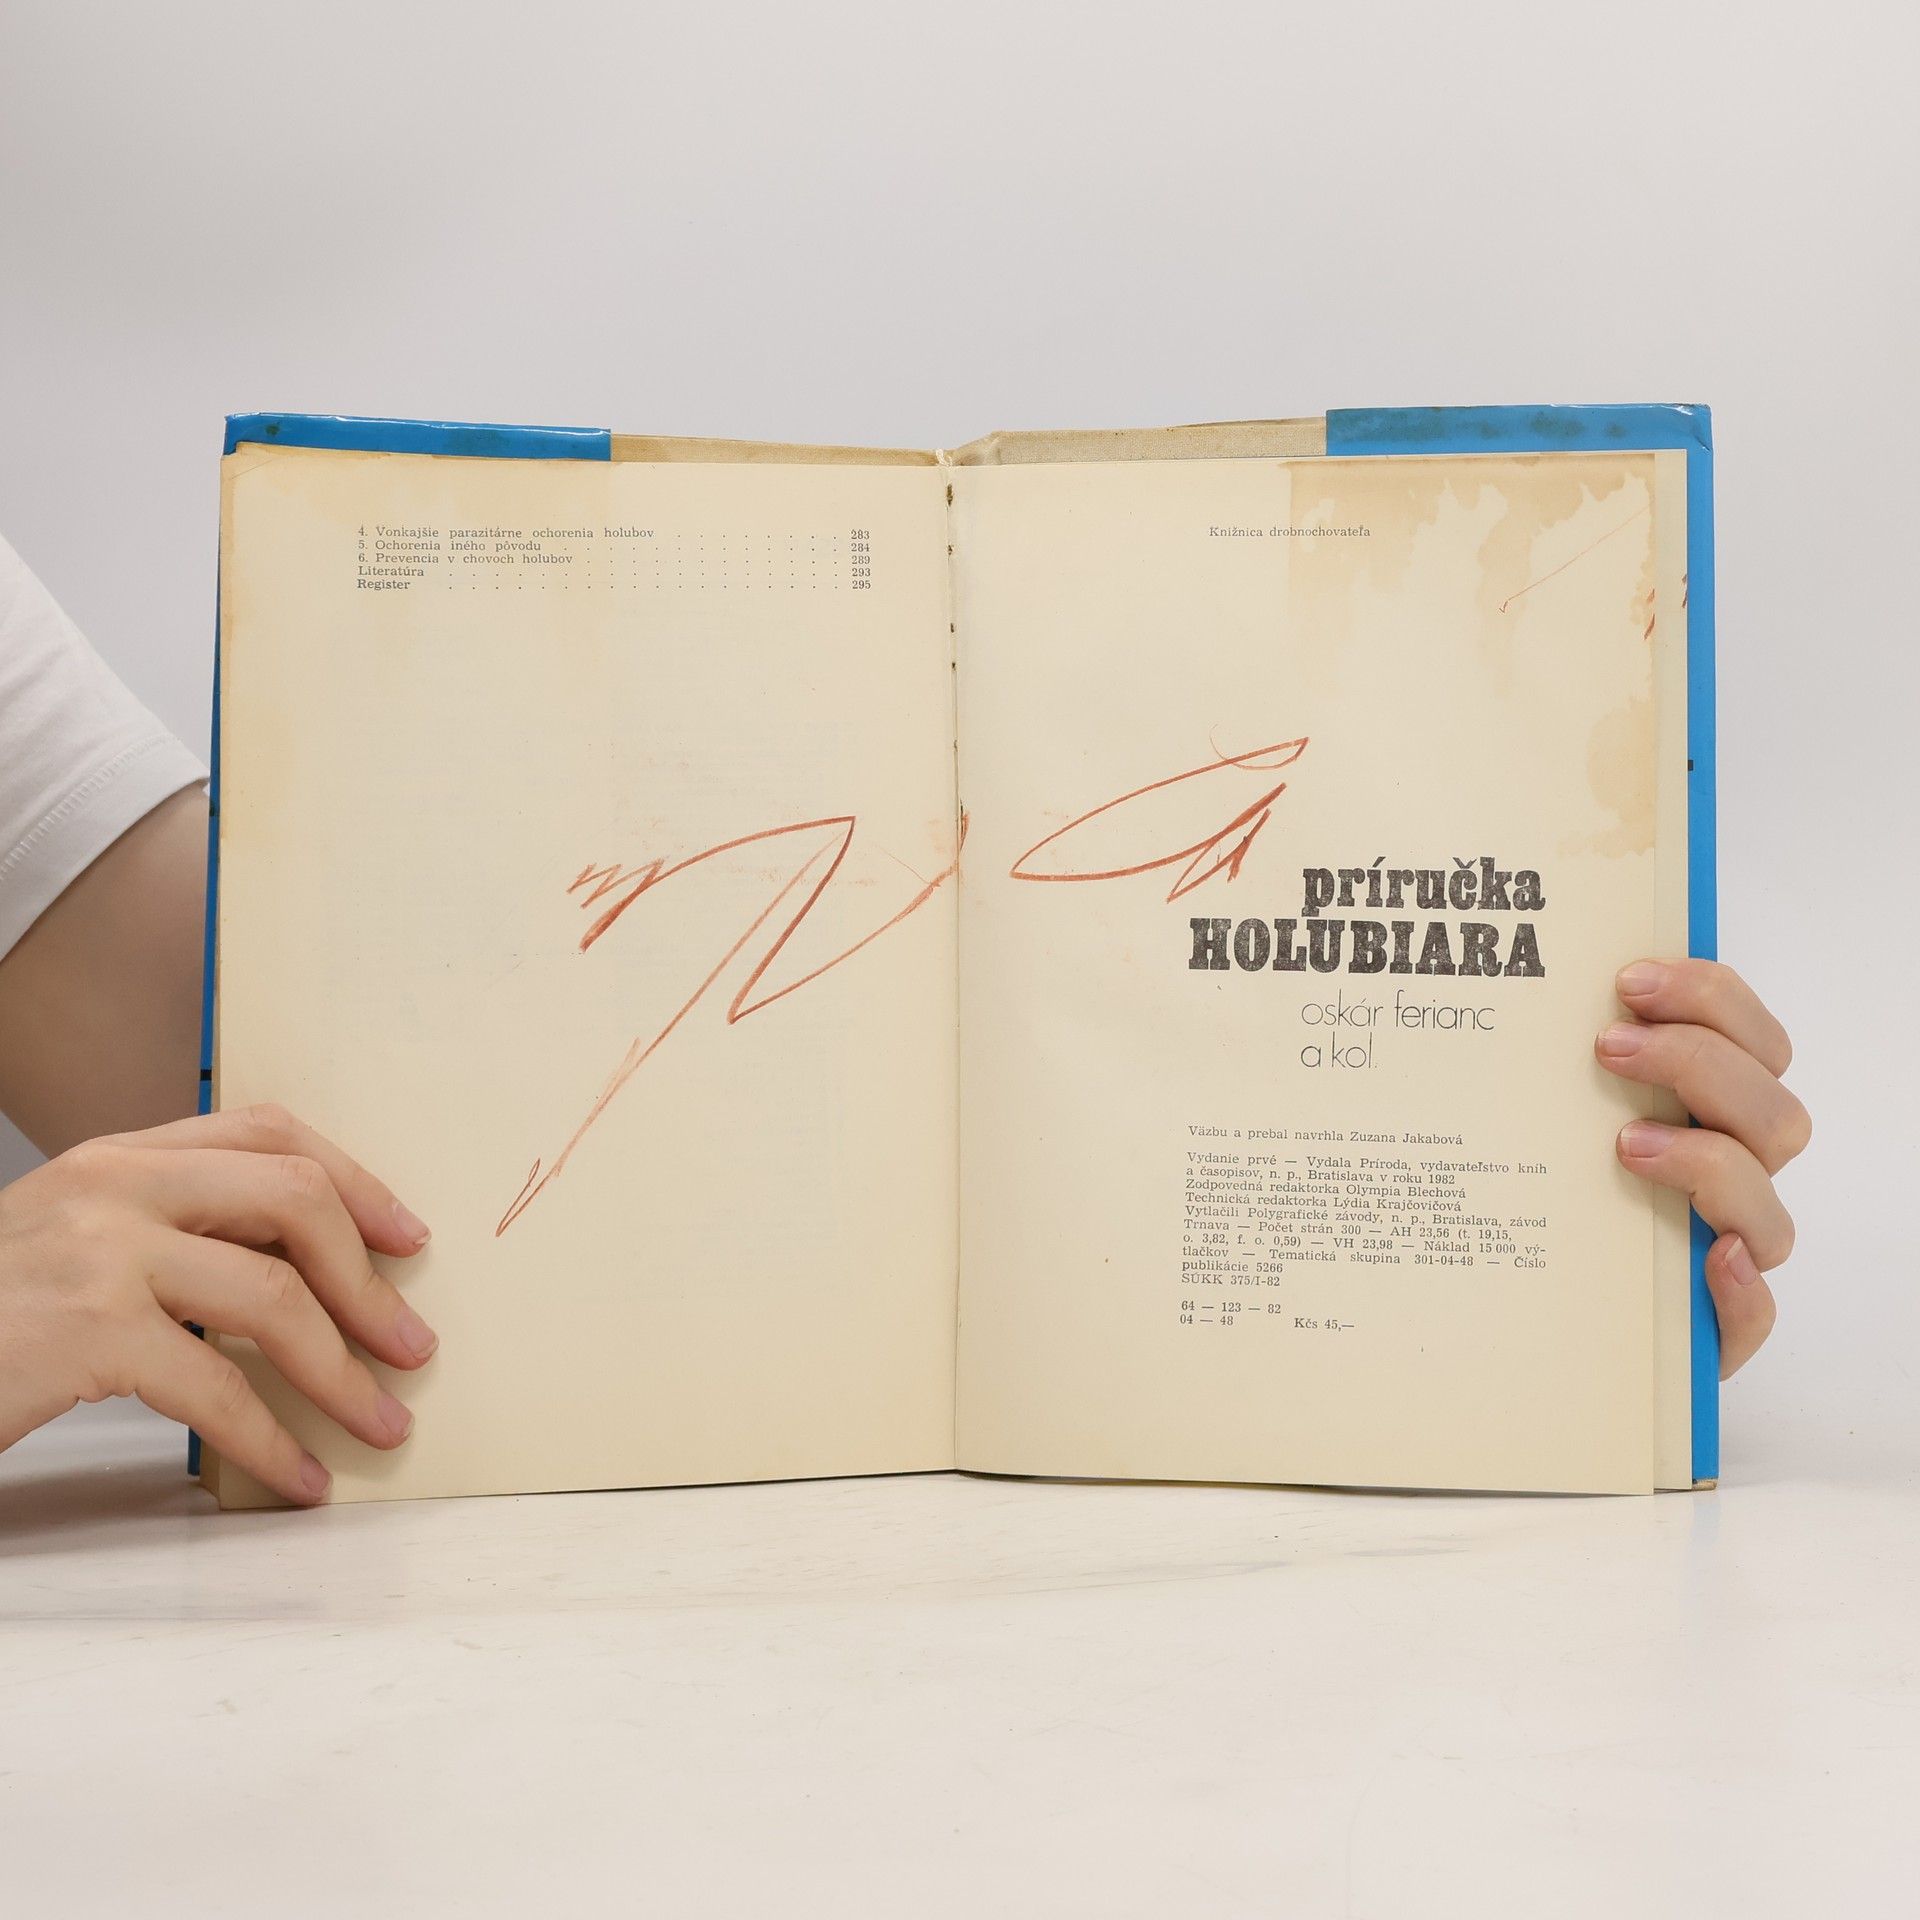 4. Vonkajšie parazitárne ochorenia holubov . . . . . . . . 283
5. Ochorenia iného pôvodu . . . . . . . . . . . . . 284
6. Prevencia v chovoch holubov . . . . . . . . . . . . 289
Literatúra . . . . . . . . . . . . . . . . . . 293
Register . . . . . . . . . . . . . . . . . . 295
Knižnica drobnochovateľa
príručka
HOLUBIARA
oskár ferianc
a kol.
Väzbu a prebal navrhla Zuzana Jakabová
Vydanie prvé — Vydala Príroda, vydavateľstvo kníh
a časopisov, n. p., Bratislava v roku 1982
Zodpovedná redaktorka Olympia Blechová
Technická redaktorka Lýdia Krajčovičová
Vytlačili Polygrafické závody, n. p., Bratislava, závod
Trnava — Počet strán 300 — AH 23,56 (t. 19,15,
o. 3,82, f. o. 0,59) — VH 23,98 — Náklad 15 000 vý-
tlačkov — Tematická skupina 301-04-48 — Číslo
publikácie 5266
SÚKK 375/I-82
64 — 123 — 82
04 — 48 Kčs 45,—